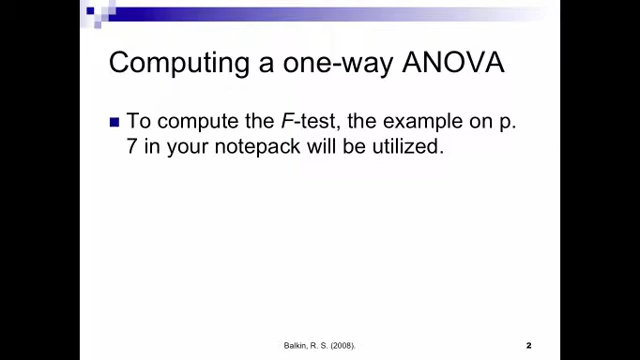 Computing a one-way ANOVA
To compute the F-test, the example on p.
7 in your notepack will be utilized.
Balkin, R. S. (2008).
2